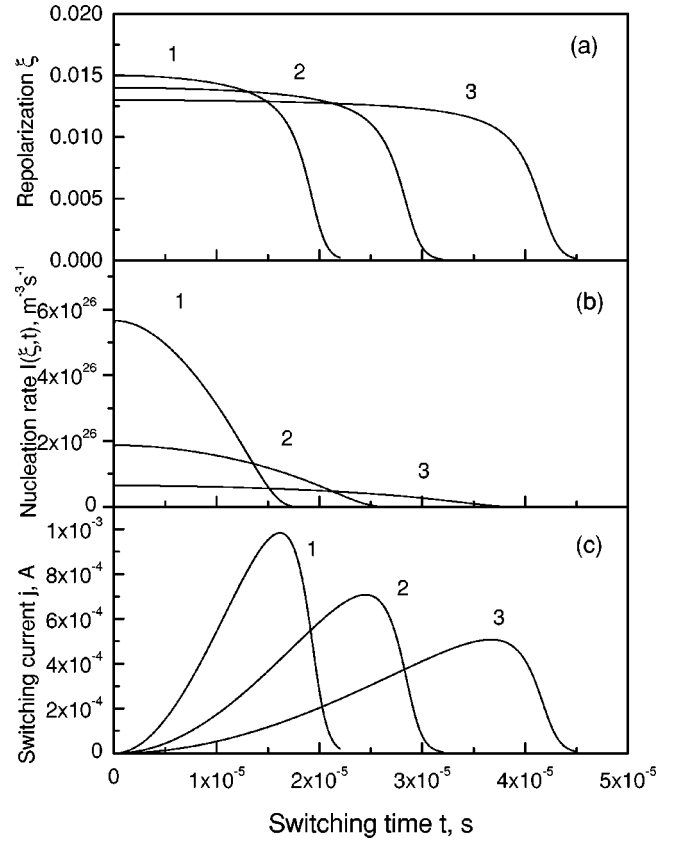 0.020
(a)
1
2
3
0.015
0.010
0.005
0.000
Repolarization ξ
(b)
1
6x10²⁶
4x10²⁶
2
2x10²⁶
3
0
Nucleation rate I(ξ,t), m⁻³s⁻¹
(c)
1x10⁻³
1
8x10⁻⁴
2
6x10⁻⁴
3
4x10⁻⁴
2x10⁻⁴
0
Switching current j, A
0 1x10⁻⁵ 2x10⁻⁵ 3x10⁻⁵ 4x10⁻⁵ 5x10⁻⁵
Switching time t, s